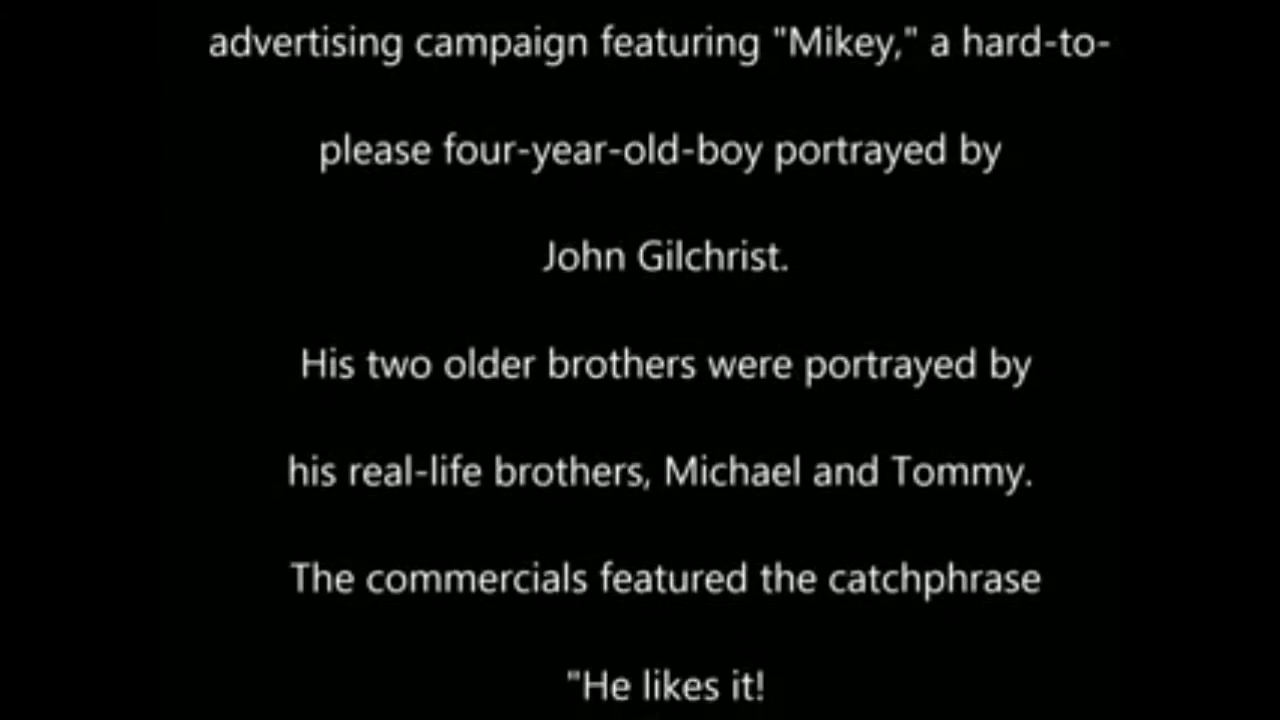 advertising campaign featuring "Mikey," a hard-to-
please four-year-old-boy portrayed by
John Gilchrist.
His two older brothers were portrayed by
his real-life brothers, Michael and Tommy.
The commercials featured the catchphrase
"He likes it!